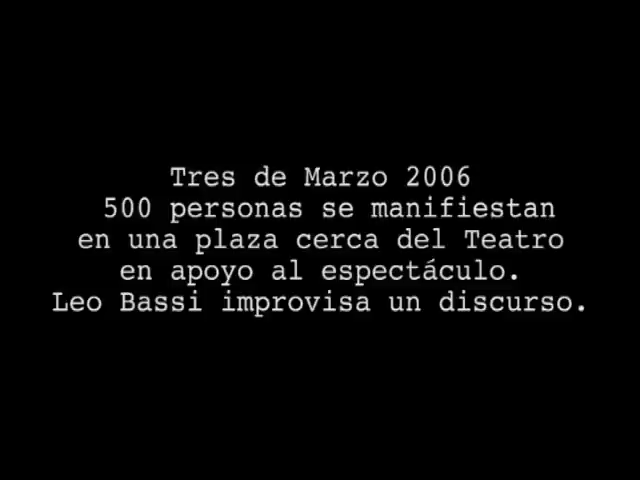 Tres de Marzo 2006
500 personas se manifiestan
en una plaza cerca del Teatro
en apoyo al espectáculo.
Leo Bassi improvisa un discurso.